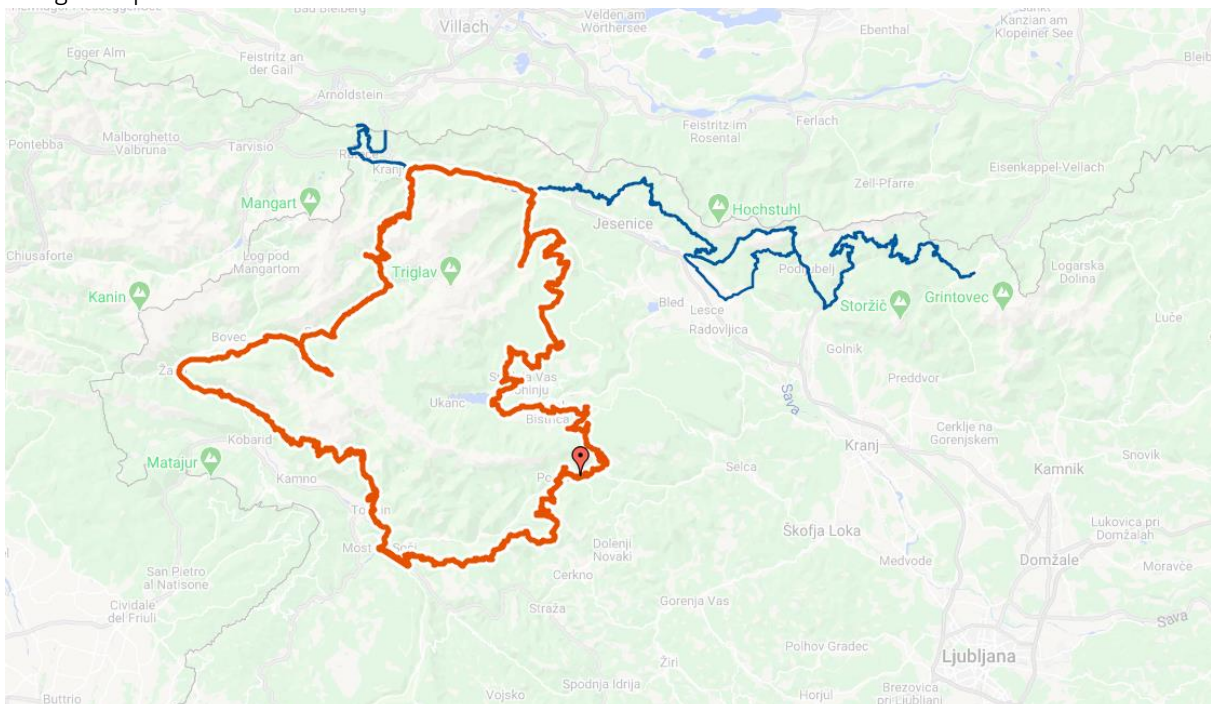 Bad Bleiberg
Villach
Velden am
Wörthersee
Ebenthal
Sankt
Kanzian am
Klopeiner See
Egger Alm
Feistritz an
der Gail
Bleib
Arnoldstein
Feistritz im
Rosental
Ferlach
Pontebba
Malborghetto
Valbruna
Tarvisio
Kranj
Zell-Pfarre
Eisenkappel-Vellach
Mangart
Hochstuhl
Jesenice
Chiusaforte
Log pod
Mangartom
Triglav
Logarska
Dolina
Kanin
Bled
Lesce
Radovljica
Storžič
Grintovec
Luče
Bovec
Golnik
Preddvor
Vas
Ukanc
Bistrica
Sava
Kobarid
Kranj
Cerklje na
Gorenjskem
Snovik
Matajur
Kamno
Selca
Kamnik
Škofja Loka
Lukovica pri
Domžalah
Most
Soči
Dolenji
Novaki
Medvode
Domžale
Moravče
San Pietro
al Natisone
Cerkno
Cividale
del Friuli
Straža
Gorenja Vas
Sava
Polhov Gradec
Ljubljana
Žiri
Buttrio
Vojsko
Spodnja Idrija
Horjul
Brezovica
pri Ljubljani